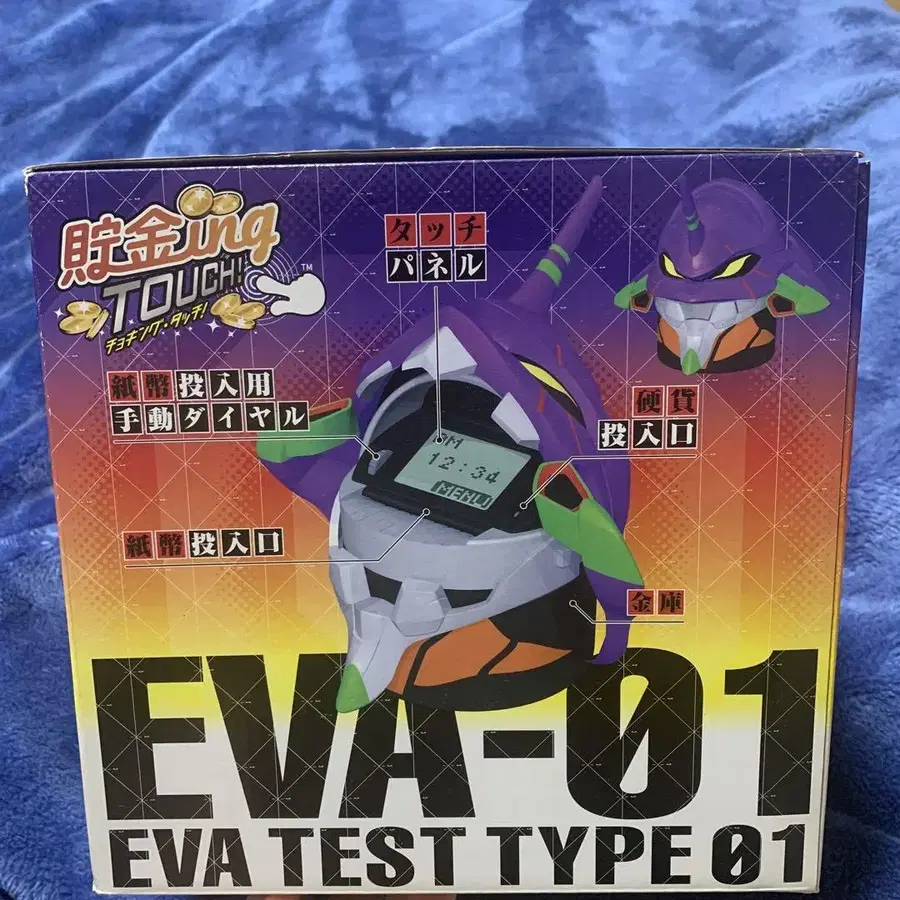 貯金ing
TOUCH!
™
チョキング・タッチ!
タッチ
パネル
紙幣投入用
手動ダイヤル
硬貨
投入口
PM
12:34
MENU
紙幣投入口
金庫
EVA-01
EVA TEST TYPE 01